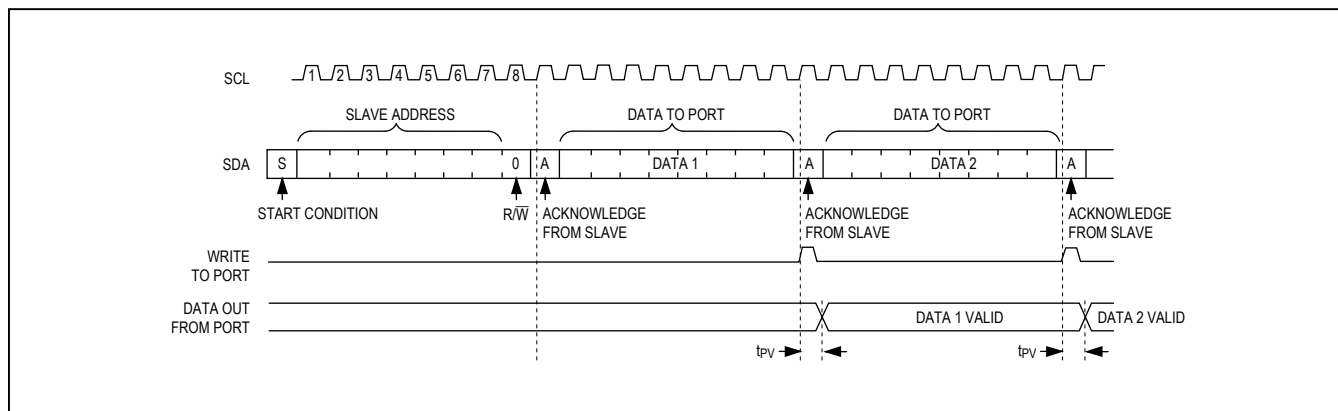 SCL 1 2 3 4 5 6 7 8
SLAVE ADDRESS DATA TO PORT DATA TO PORT
SDA S 0 A DATA 1 A DATA 2 A
START CONDITION R/W̅ ACKNOWLEDGE ACKNOWLEDGE ACKNOWLEDGE
FROM SLAVE FROM SLAVE FROM SLAVE
WRITE
TO PORT
DATA OUT
FROM PORT
DATA 1 VALID DATA 2 VALID
tPV tPV